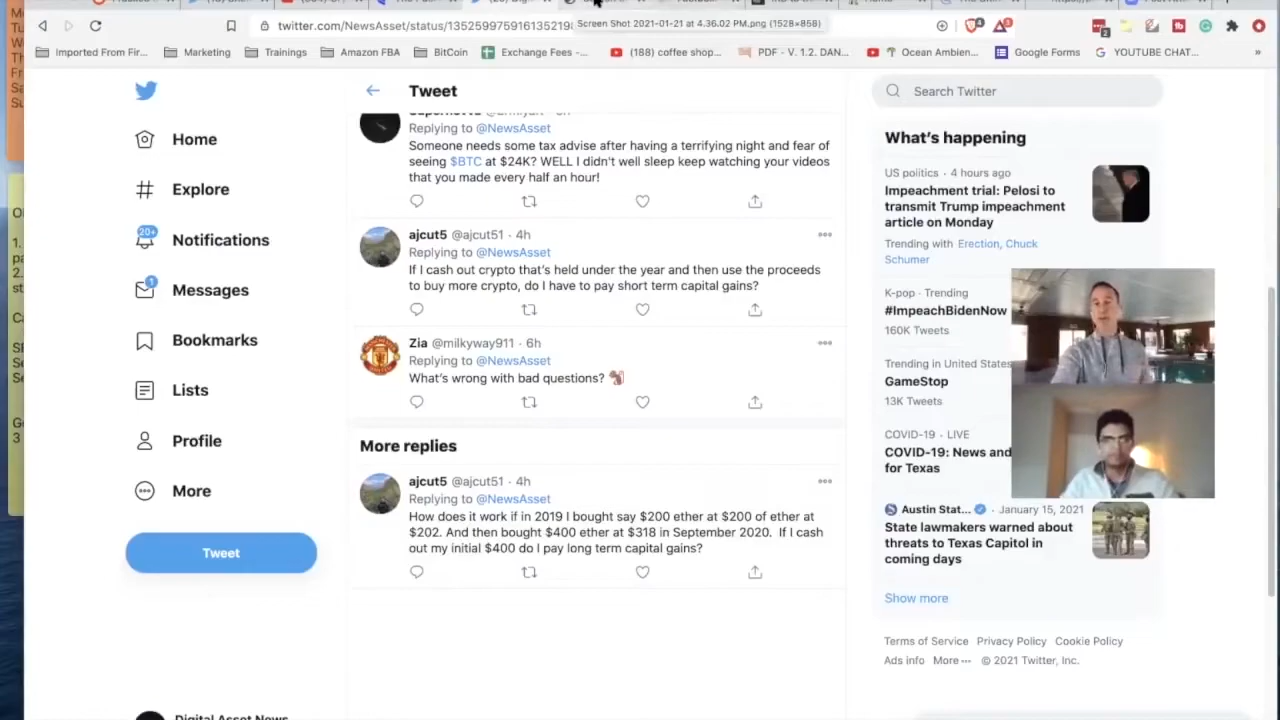 Screen Shot 2021-01-21 at 4.36.02 PM.png (1528×858)
twitter.com/NewsAsset/status/13525997591613521
Imported From Fir...
Marketing
Trainings
Amazon FBA
BitCoin
Exchange Fees -...
(188) coffee shop...
PDF - V. 1.2. DAN...
Ocean Ambien...
Google Forms
YOUTUBE CHAT...
»
Home
Explore
20+
Notifications
1
Messages
Bookmarks
Lists
Profile
More
Tweet
Digital Asset News
Tweet
Replying to @NewsAsset
Someone needs some tax advise after having a terrifying night and fear of
seeing $BTC at $24K? WELL I didn't well sleep keep watching your videos
that you made every half an hour!
ajcut5 @ajcut51 · 4h
Replying to @NewsAsset
If I cash out crypto that's held under the year and then use the proceeds
to buy more crypto, do I have to pay short term capital gains?
Zia @milkyway911 · 6h
Replying to @NewsAsset
What's wrong with bad questions?
More replies
ajcut5 @ajcut51 · 4h
Replying to @NewsAsset
How does it work if in 2019 I bought say $200 ether at $200 of ether at
$202. And then bought $400 ether at $318 in September 2020. If I cash
out my initial $400 do I pay long term capital gains?
Search Twitter
What's happening
US politics · 4 hours ago
Impeachment trial: Pelosi to
transmit Trump impeachment
article on Monday
Trending with Erection, Chuck
Schumer
K-pop · Trending
#ImpeachBidenNow
160K Tweets
Trending in United States
GameStop
13K Tweets
COVID-19 · LIVE
COVID-19: News and
for Texas
Austin Stat... · January 15, 2021
State lawmakers warned about
threats to Texas Capitol in
coming days
Show more
Terms of Service Privacy Policy Cookie Policy
Ads info More··· © 2021 Twitter, Inc.